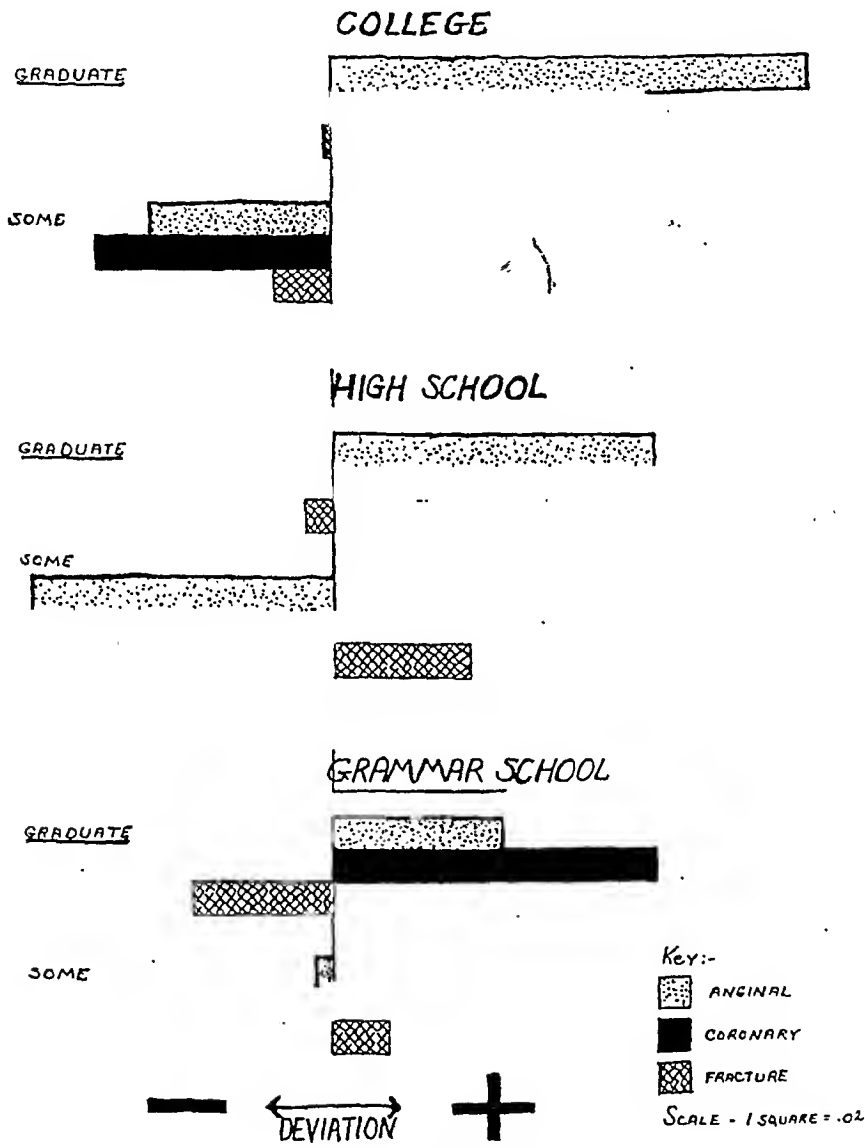 COLLEGE
GRADUATE
SOME
HIGH SCHOOL
GRADUATE
SOME
GRAMMAR SCHOOL
GRADUATE
SOME
KEY:-
ANGINAL
CORONARY
FRACTURE
SCALE - 1 SQUARE = .02
− DEVIATION +